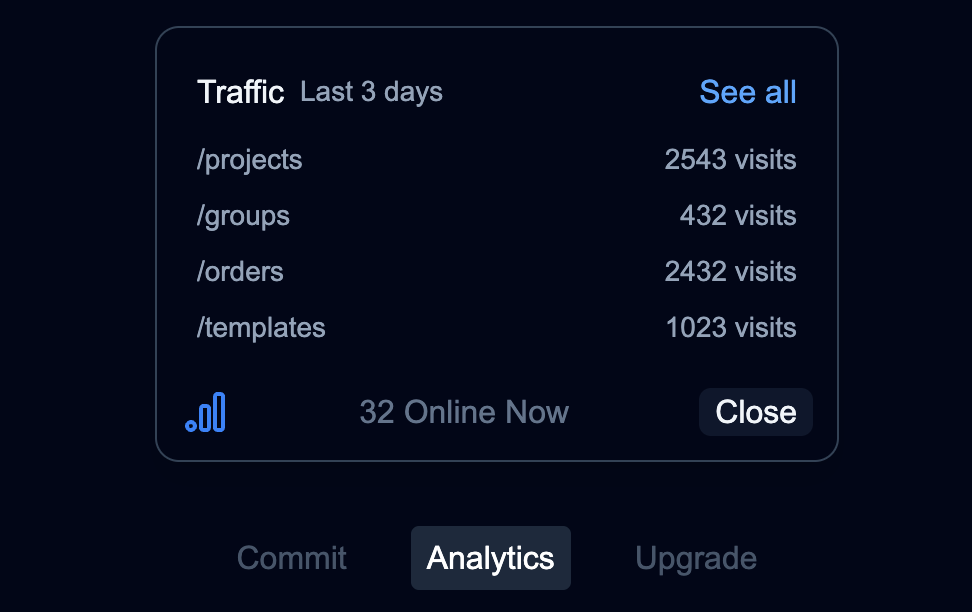 Traffic Last 3 days See all
/projects 2543 visits
/groups 432 visits
/orders 2432 visits
/templates 1023 visits
32 Online Now Close
Commit Analytics Upgrade